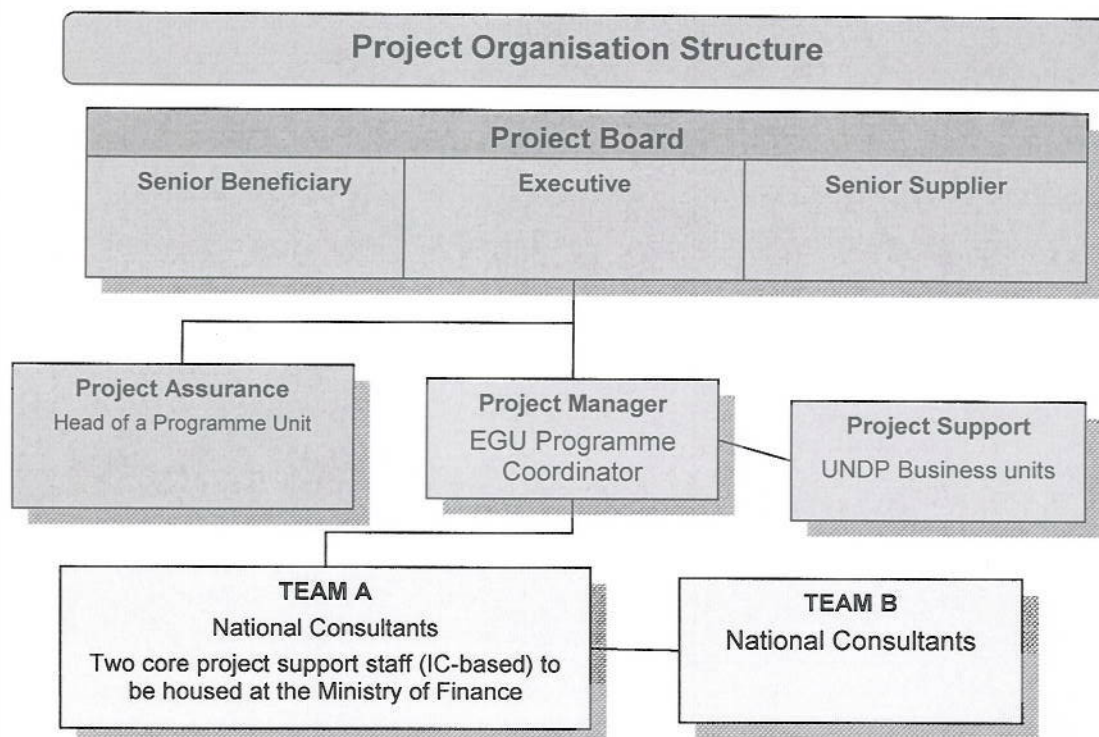 Project Organisation Structure
Project Board
Senior Beneficiary
Executive
Senior Supplier
Project Assurance
Head of a Programme Unit
Project Manager
EGU Programme
Coordinator
Project Support
UNDP Business units
TEAM A
National Consultants
Two core project support staff (IC-based) to
be housed at the Ministry of Finance
TEAM B
National Consultants